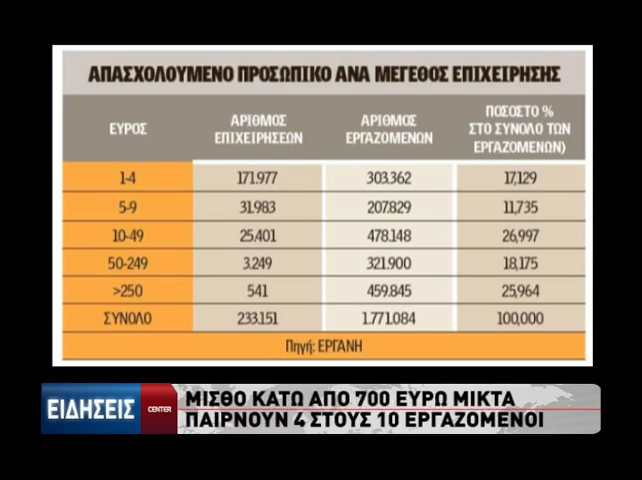 ΑΠΑΣΧΟΛΟΥΜΕΝΟ ΠΡΟΣΩΠΙΚΟ ΑΝΑ ΜΕΓΕΘΟΣ ΕΠΙΧΕΙΡΗΣΗΣ
ΕΥΡΟΣ ΑΡΙΘΜΟΣ ΕΠΙΧΕΙΡΗΣΕΩΝ ΑΡΙΘΜΟΣ ΕΡΓΑΖΟΜΕΝΩΝ ΠΟΣΟΣΤΟ % ΣΤΟ ΣΥΝΟΛΟ ΤΩΝ ΕΡΓΑΖΟΜΕΝΩΝ)
1-4 171.977 303.362 17,129
5-9 31.983 207.829 11,735
10-49 25.401 478.148 26,997
50-249 3.249 321.900 18,175
>250 541 459.845 25,964
ΣΥΝΟΛΟ 233.151 1.771.084 100,000
Πηγή: ΕΡΓΑΝΗ
ΕΙΔΗΣΕΙΣ CENTER
ΜΙΣΘΟ ΚΑΤΩ ΑΠΟ 700 ΕΥΡΩ ΜΙΚΤΑ
ΠΑΙΡΝΟΥΝ 4 ΣΤΟΥΣ 10 ΕΡΓΑΖΟΜΕΝΟΙ